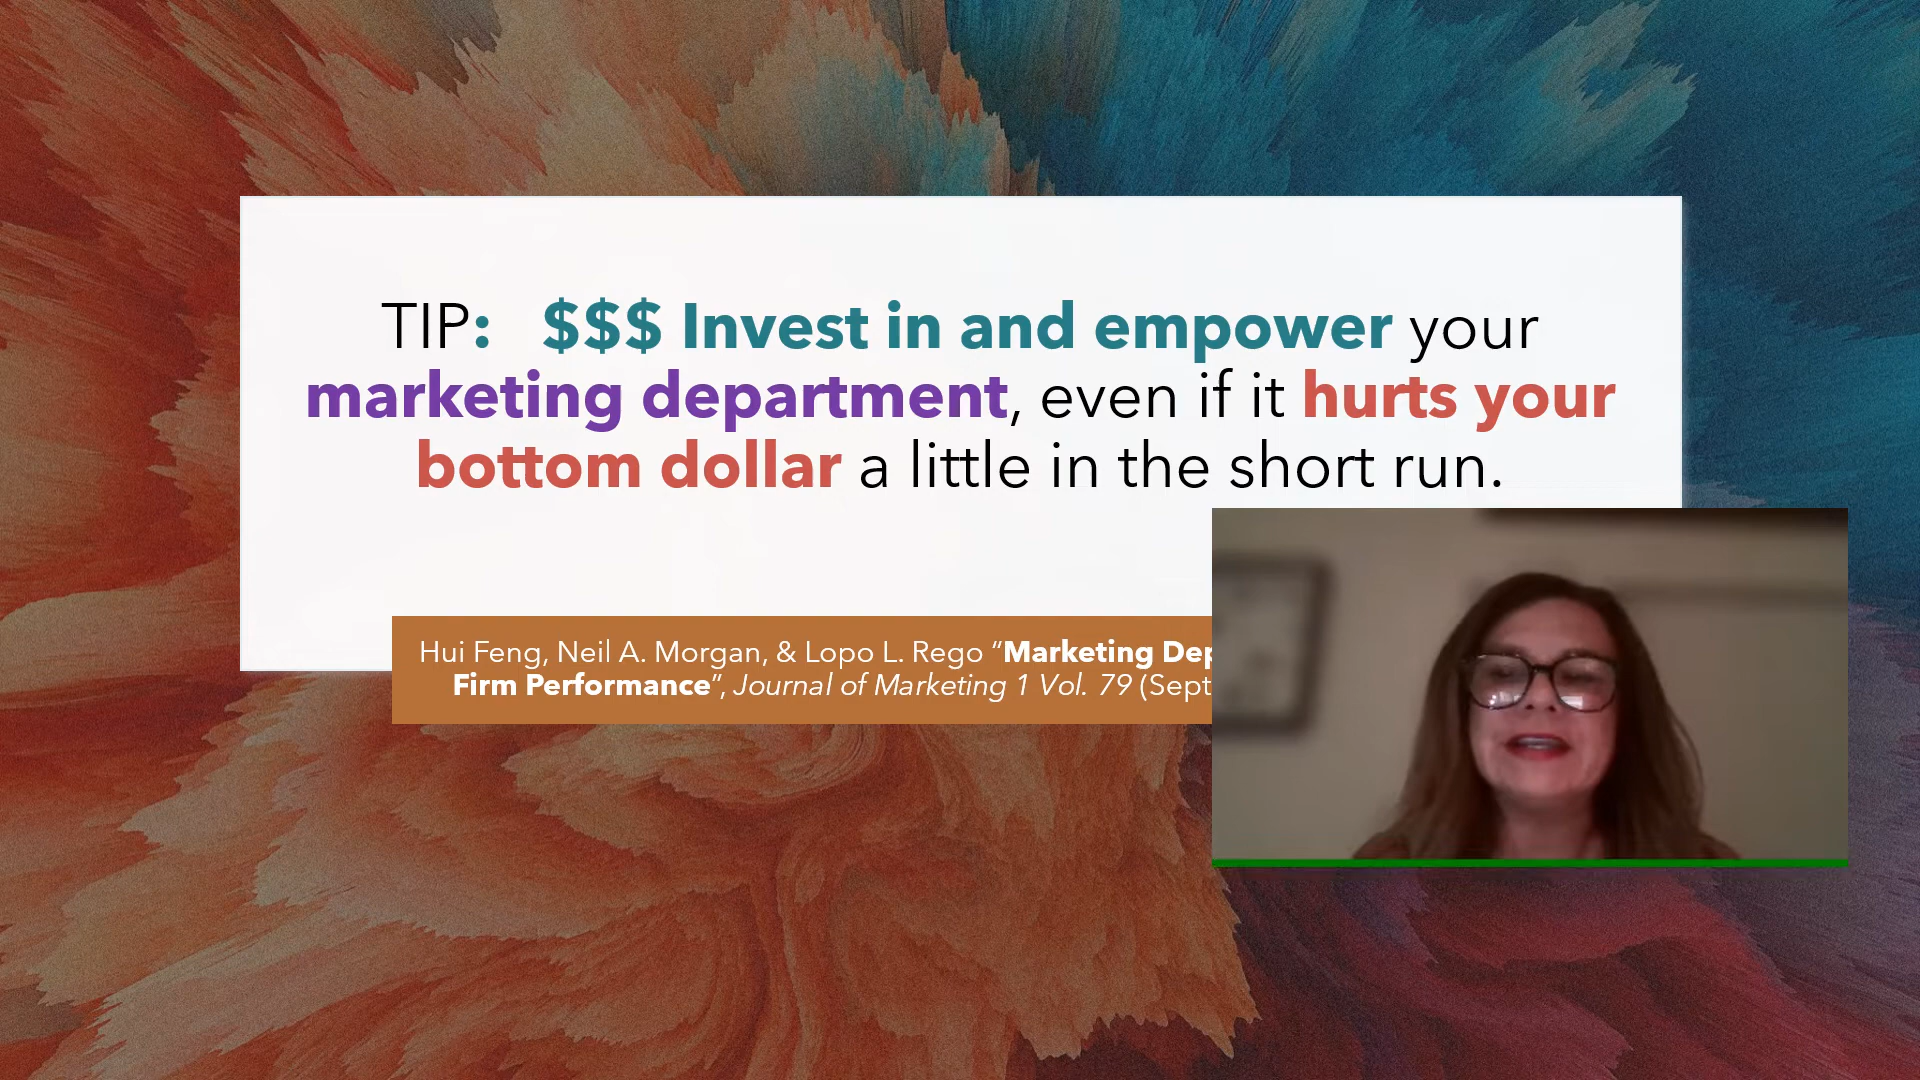 TIP: $$$ Invest in and empower your
marketing department, even if it hurts your
bottom dollar a little in the short run.
Hui Feng, Neil A. Morgan, & Lopo L. Rego “Marketing
Firm Performance”, Journal of Marketing 1 Vol. 79 (Sept